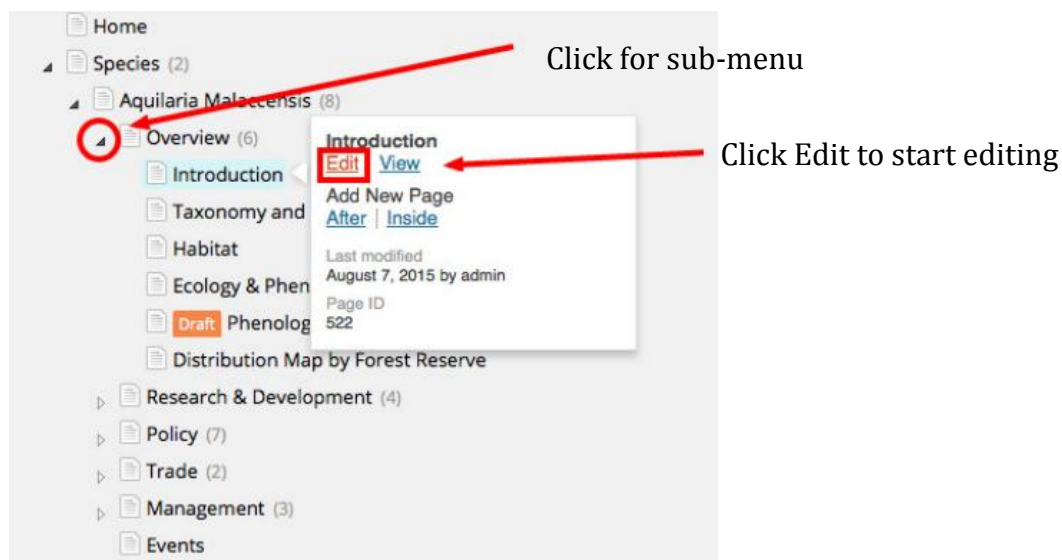 Home
Click for sub-menu
Species (2)
Aquilaria Malaccensis (8)
Overview (6)
Introduction
Introduction
Edit View
Click Edit to start editing
Add New Page
After | Inside
Taxonomy and
Habitat
Last modified
August 7, 2015 by admin
Ecology & Phen
Page ID
522
Draft Phenolog
Distribution Map by Forest Reserve
Research & Development (4)
Policy (7)
Trade (2)
Management (3)
Events